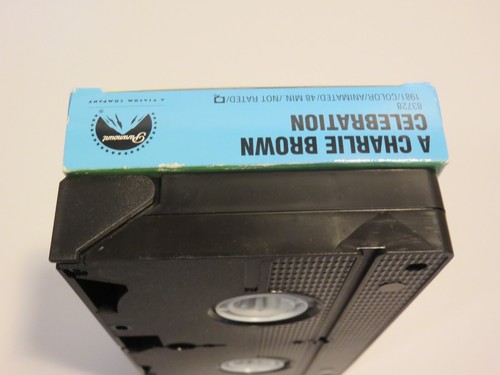 A CHARLIE BROWN
CELEBRATION
83728
1981/COLOR/ANIMATED/48 MIN./NOT RATED/
Paramount
A VIACOM COMPANY